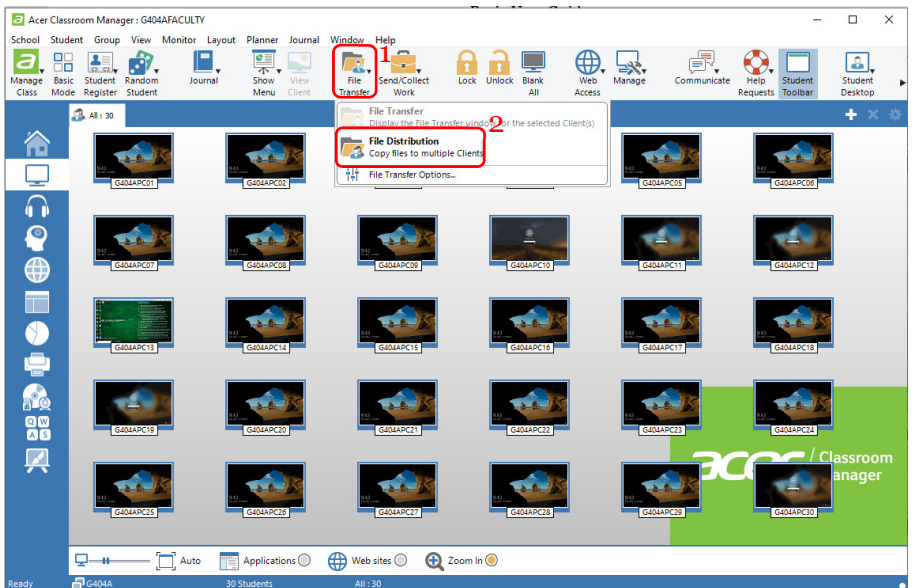 Acer Classroom Manager : G404AFACULTY
School Student Group View Monitor Layout Planner Journal Window Help
1
Manage Class
Basic Mode
Student Register
Random Student
Journal
Show Menu
View Client
File Transfer
Send/Collect Work
Lock
Unlock
Blank All
Web Access
Manage
Communicate
Help Requests
Student Toolbar
Student Desktop
All : 30
File Transfer
Display the File Transfer window for the selected Client(s)
2
File Distribution
Copy files to multiple Clients
File Transfer Options...
G404APC01 G404APC02 G404APC05 G404APC06
G404APC07 G404APC08 G404APC09 G404APC10 G404APC11 G404APC12
G404APC13 G404APC14 G404APC15 G404APC16 G404APC17 G404APC18
G404APC19 G404APC20 G404APC21 G404APC22 G404APC23 G404APC24
Q W
A S
acer / Classroom
Manager
G404APC25 G404APC26 G404APC27 G404APC28 G404APC29 G404APC30
Auto Applications Web sites Zoom In
Ready G404A 30 Students All : 30